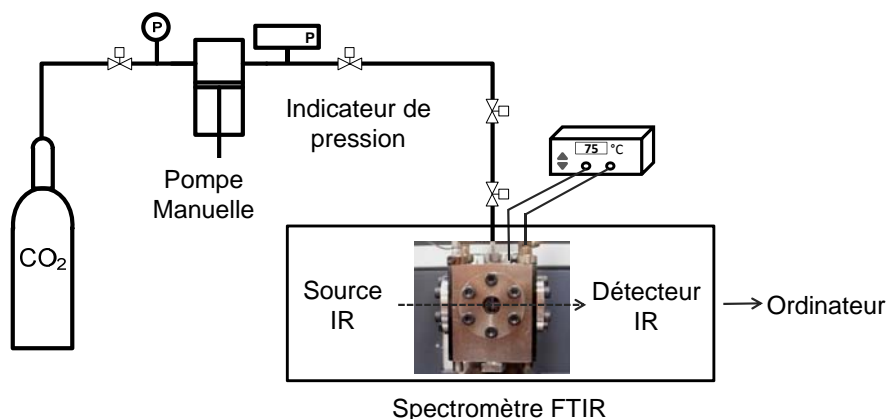 P
P
Indicateur de
pression
Pompe
Manuelle
75 °C
CO₂
Source
IR
Détecteur
IR
Ordinateur
Spectromètre FTIR